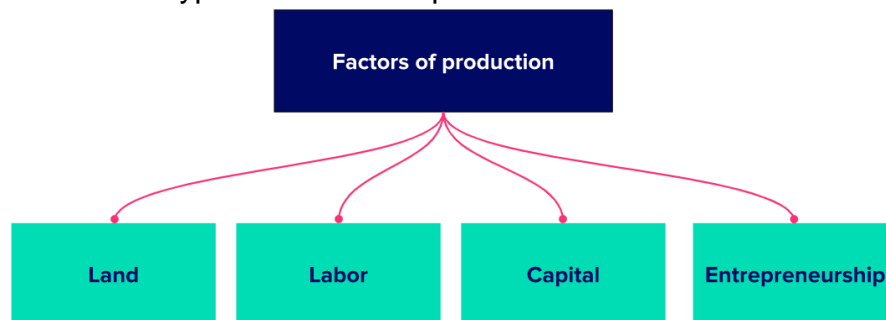 Factors of production
Land
Labor
Capital
Entrepreneurship